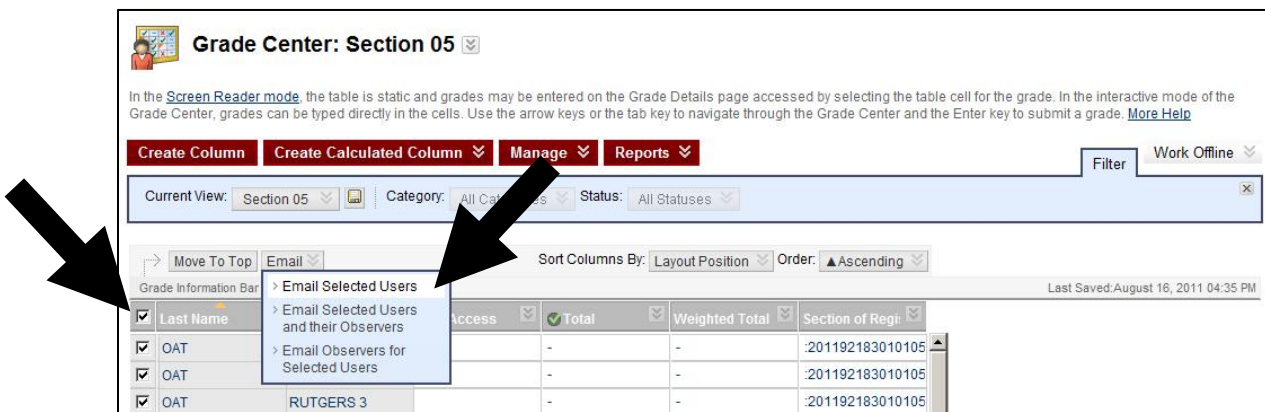 Grade Center: Section 05
In the Screen Reader mode, the table is static and grades may be entered on the Grade Details page accessed by selecting the table cell for the grade. In the interactive mode of the
Grade Center, grades can be typed directly in the cells. Use the arrow keys or the tab key to navigate through the Grade Center and the Enter key to submit a grade. More Help
Create Column Create Calculated Column Manage Reports
Filter Work Offline
Current View: Section 05 Category: All Status: All Statuses
Move To Top Email Sort Columns By: Layout Position Order: ▲Ascending
Grade Information Bar Last Saved:August 16, 2011 04:35 PM
> Email Selected Users
> Email Selected Users
and their Observers
> Email Observers for
Selected Users
Last Name Access Total Weighted Total Section of Regi
OAT - - :201192183010105
OAT - - :201192183010105
OAT RUTGERS 3 - - :201192183010105